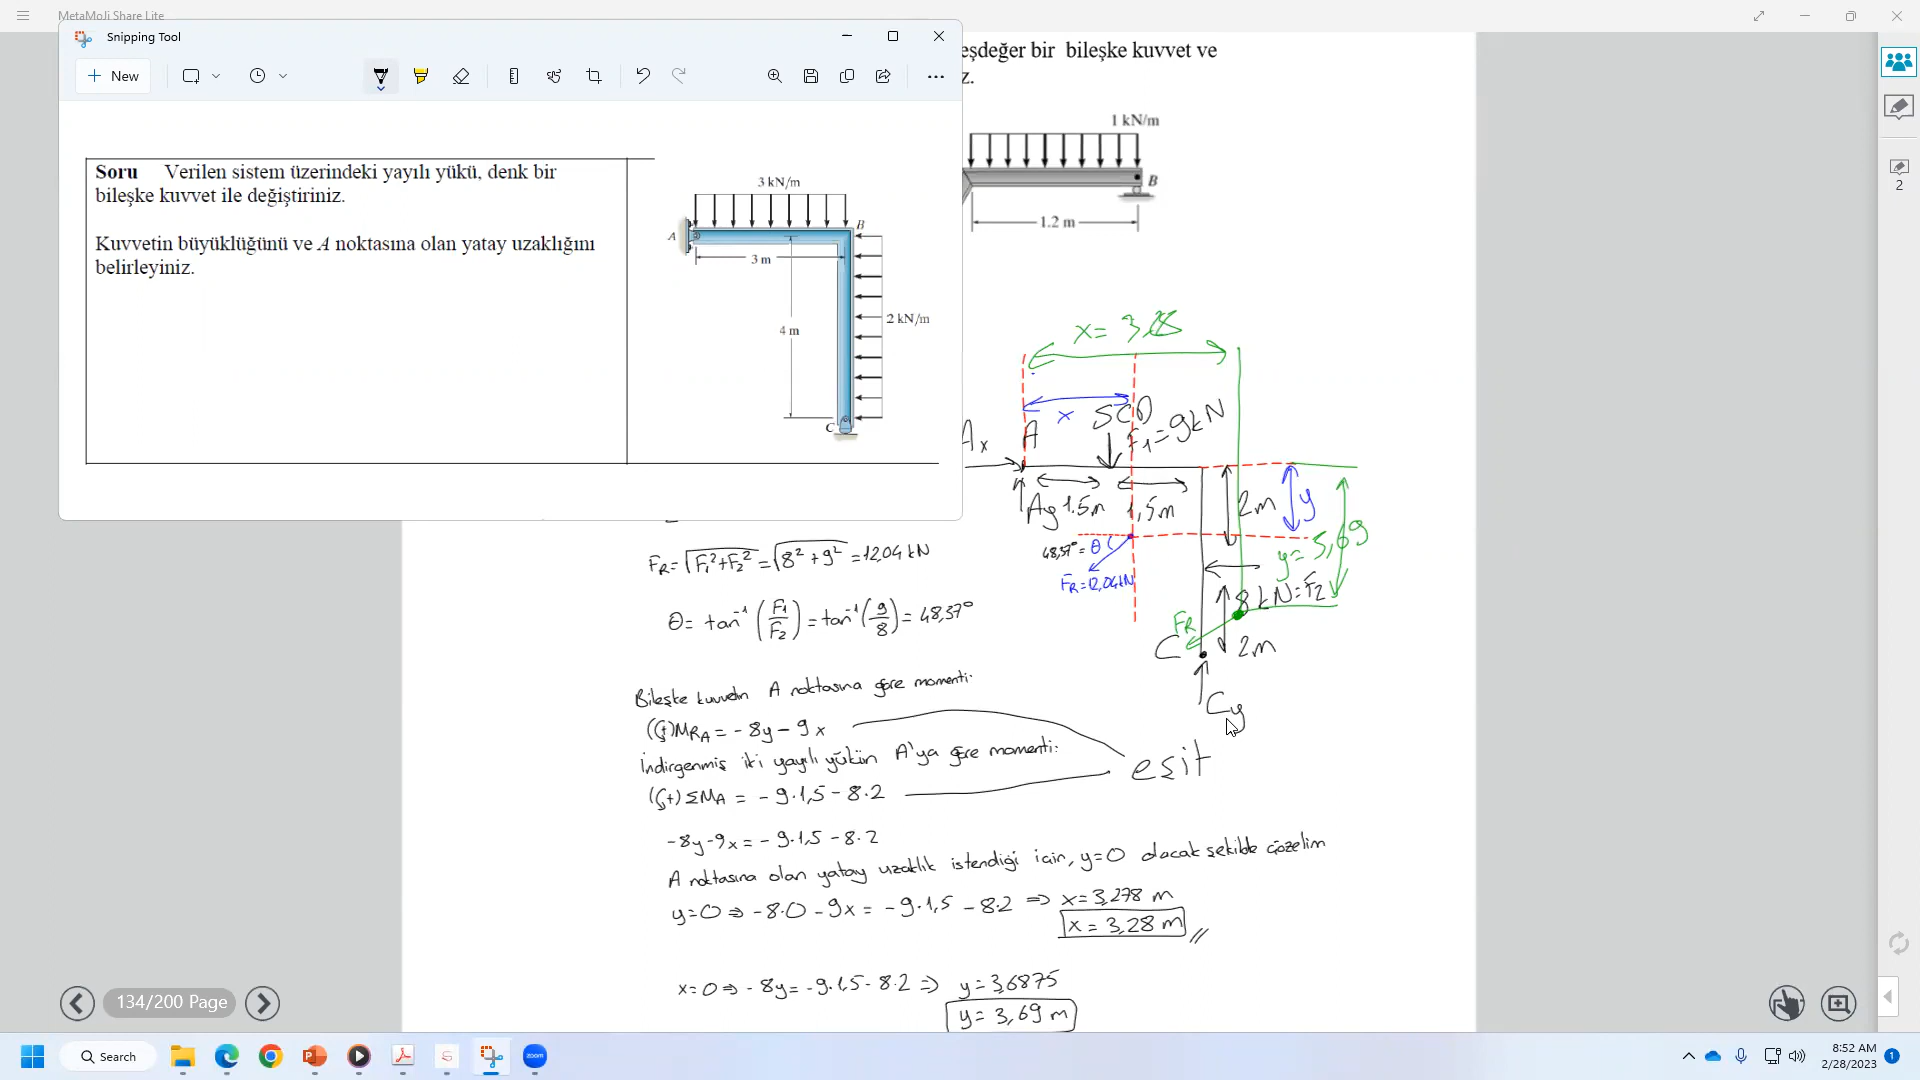 MetaMoJi Share Lite
Snipping Tool
New
eşdeğer bir bileşke kuvvet ve
z.
Soru Verilen sistem üzerindeki yayılı yükü, denk bir
bileşke kuvvet ile değiştiriniz.
Kuvvetin büyüklüğünü ve A noktasına olan yatay uzaklığını
belirleyiniz.
3 kN/m
A
B
3 m
4 m
2 kN/m
C
1 kN/m
B
1.2 m
x= 3,28
x
SCD
F1=9kN
Ax
A
Ay
1.5m
1,5m
2m
y
48,37°=θ
FR=12,04kN
y= 3,69
8 kN=F2
FR
C
2m
Cy
FR=√F1²+F2² =√8²+9² =12,04 kN
θ= tan⁻¹(F1/F2)=tan⁻¹(9/8)=48,37°
Bileşke kuvvetin A noktasına göre momenti:
(↺+)MRA= -8y-9x
İndirgenmiş iki yayılı yükün A'ya göre momenti:
(↺+)ΣMA = -9.1,5-8.2
eşit
-8y-9x=-9.1,5-8.2
A noktasına olan yatay uzaklık istendiği için, y=0 olacak şekilde çözelim
y=0⇒-8.0-9x=-9.1,5-8.2 ⇒ x=3,278 m
x= 3,28 m
x=0⇒-8y=-9.1,5-8.2 ⇒ y=3,6875
y= 3,69 m
2
134/200 Page
Search
zoom
8:52 AM
2/28/2023
1